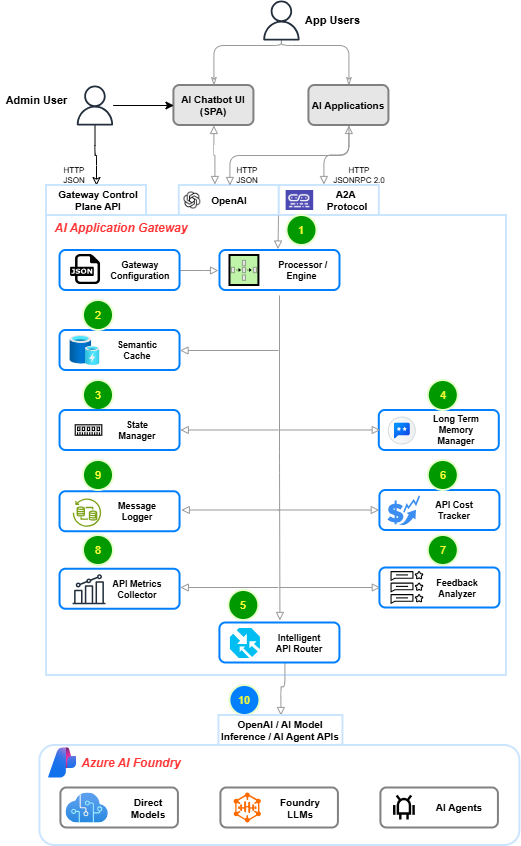 App Users
Admin User
AI Chatbot UI
(SPA)
AI Applications
HTTP
JSON
HTTP
JSON
HTTP
JSONRPC 2.0
Gateway Control
Plane API
OpenAI
A2A
Protocol
AI Application Gateway
1
JSON
Gateway
Configuration
Processor /
Engine
2
Semantic
Cache
3
State
Manager
4
Long Term
Memory
Manager
9
Message
Logger
6
API Cost
Tracker
8
API Metrics
Collector
7
Feedback
Analyzer
5
Intelligent
API Router
10
OpenAI / AI Model
Inference / AI Agent APIs
Azure AI Foundry
Direct
Models
Foundry
LLMs
AI Agents